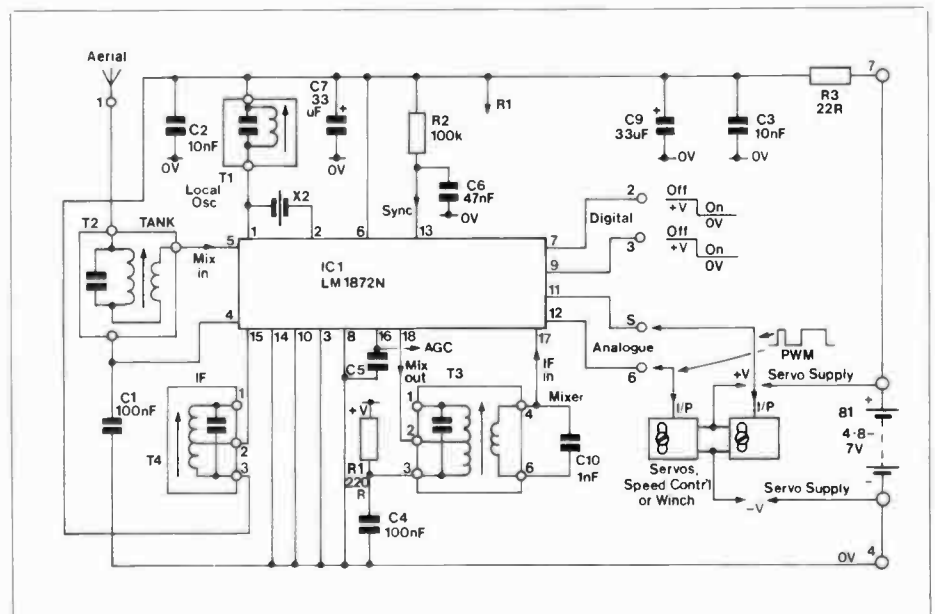 Aerial
1
C2
10nF
0V
T1
C7
33
uF
+
0V
R2
100k
R1
C9
33uF
+
0V
C3
10nF
0V
R3
22R
7
Local
Osc
X2
Sync
C6
47nF
0V
T2
TANK
Mix
in
5
1
2
6
13
IC1
LM1872N
4
7
9
11
12
15
14
10
3
8
16
18
17
2
3
Digital
Off
+V
On
0V
Off
+V
On
0V
S
6
Analogue
PWM
C1
100nF
IF
T4
1
2
3
C5
AGC
Mix
out
+V
R1
220
R
C4
100nF
T3
1
2
3
4
6
IF
in
Mixer
C10
1nF
+V
Servo Supply
I/P
I/P
Servos,
Speed Contr'l
or Winch
-V
Servo Supply
+
81
4·8–
7V
-
0V
4